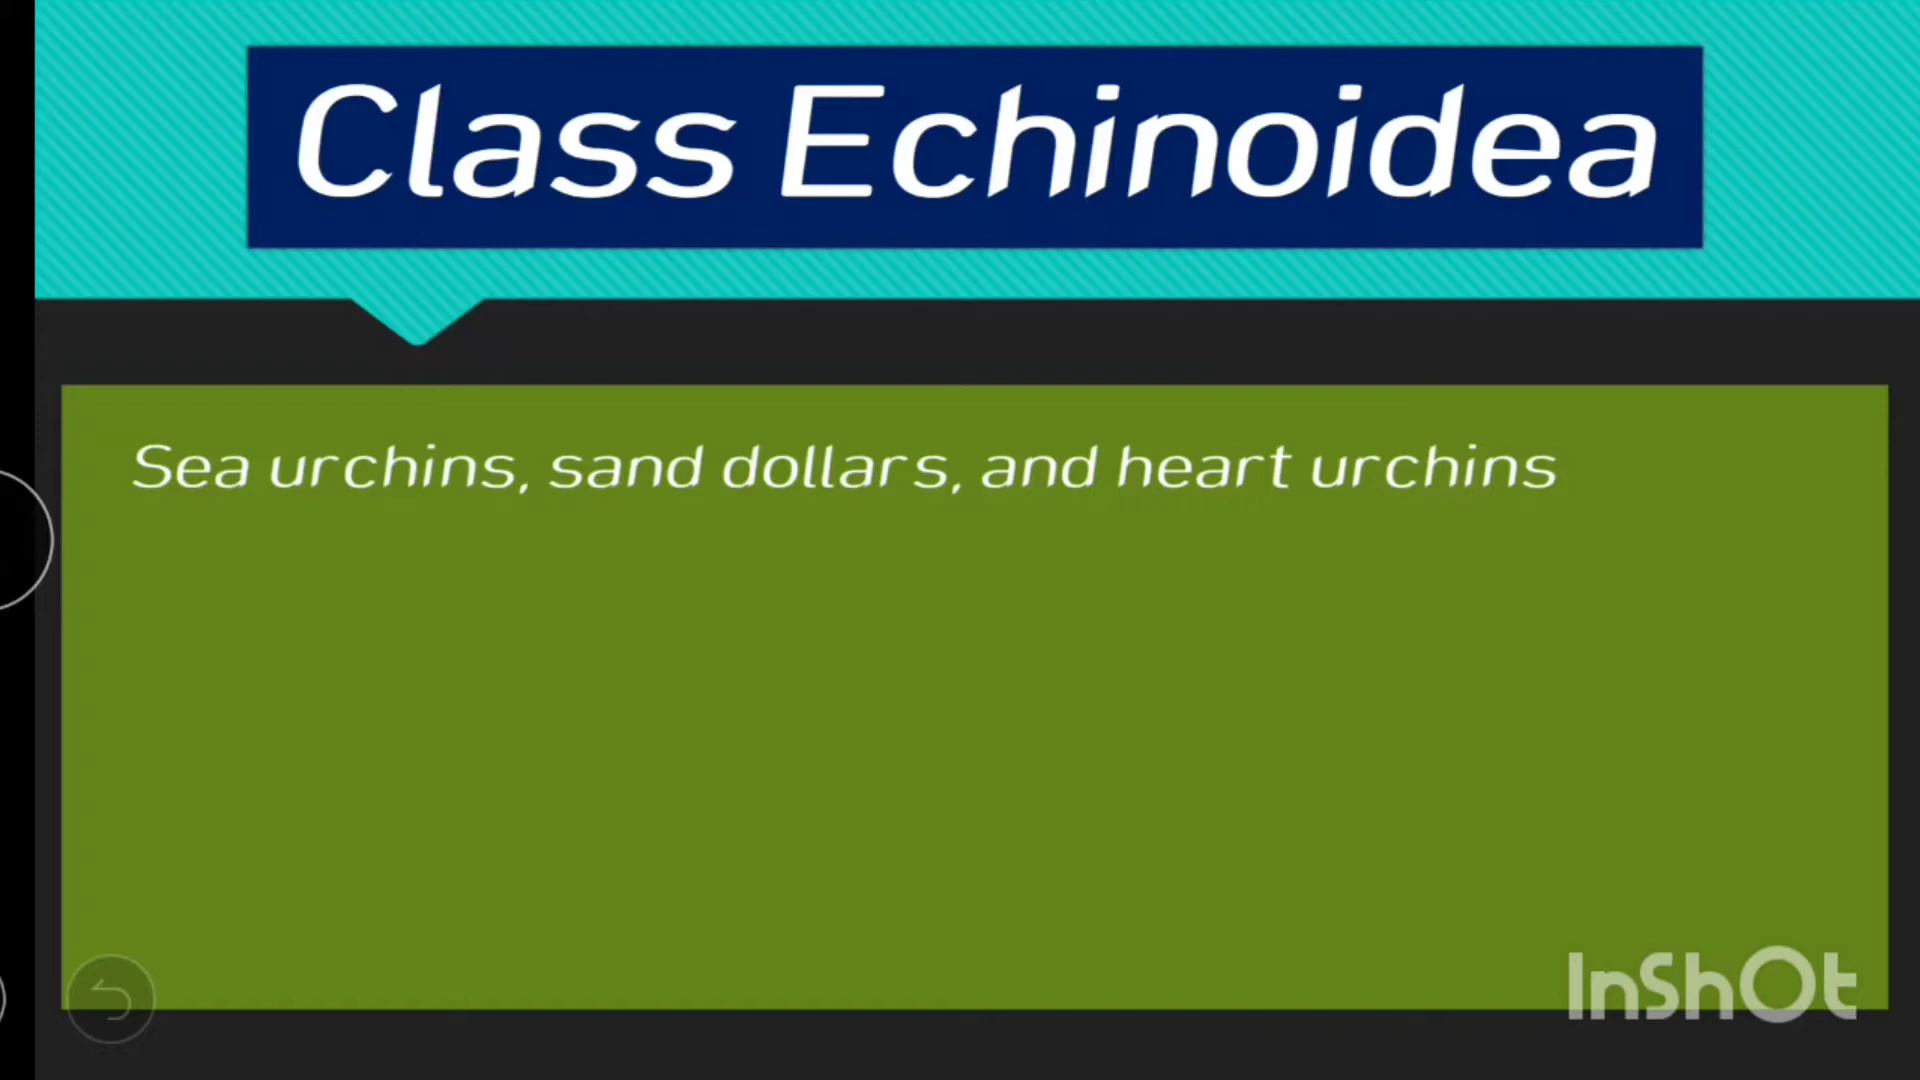 Class Echinoidea
Sea urchins, sand dollars, and heart urchins
InShOt